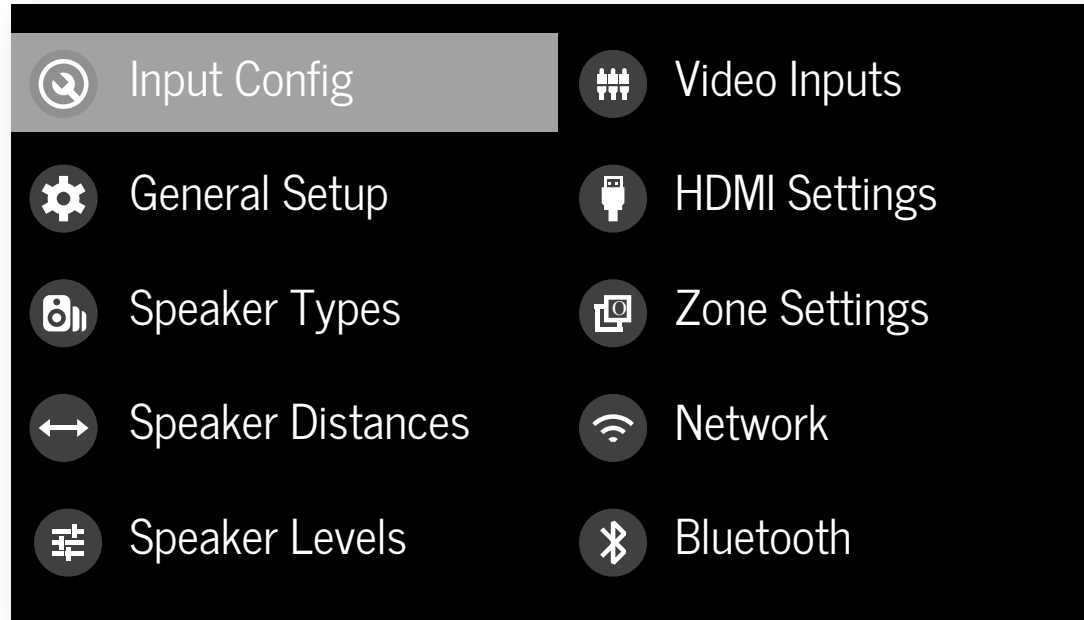 Input Config
General Setup
Speaker Types
Speaker Distances
Speaker Levels
Video Inputs
HDMI Settings
Zone Settings
Network
Bluetooth